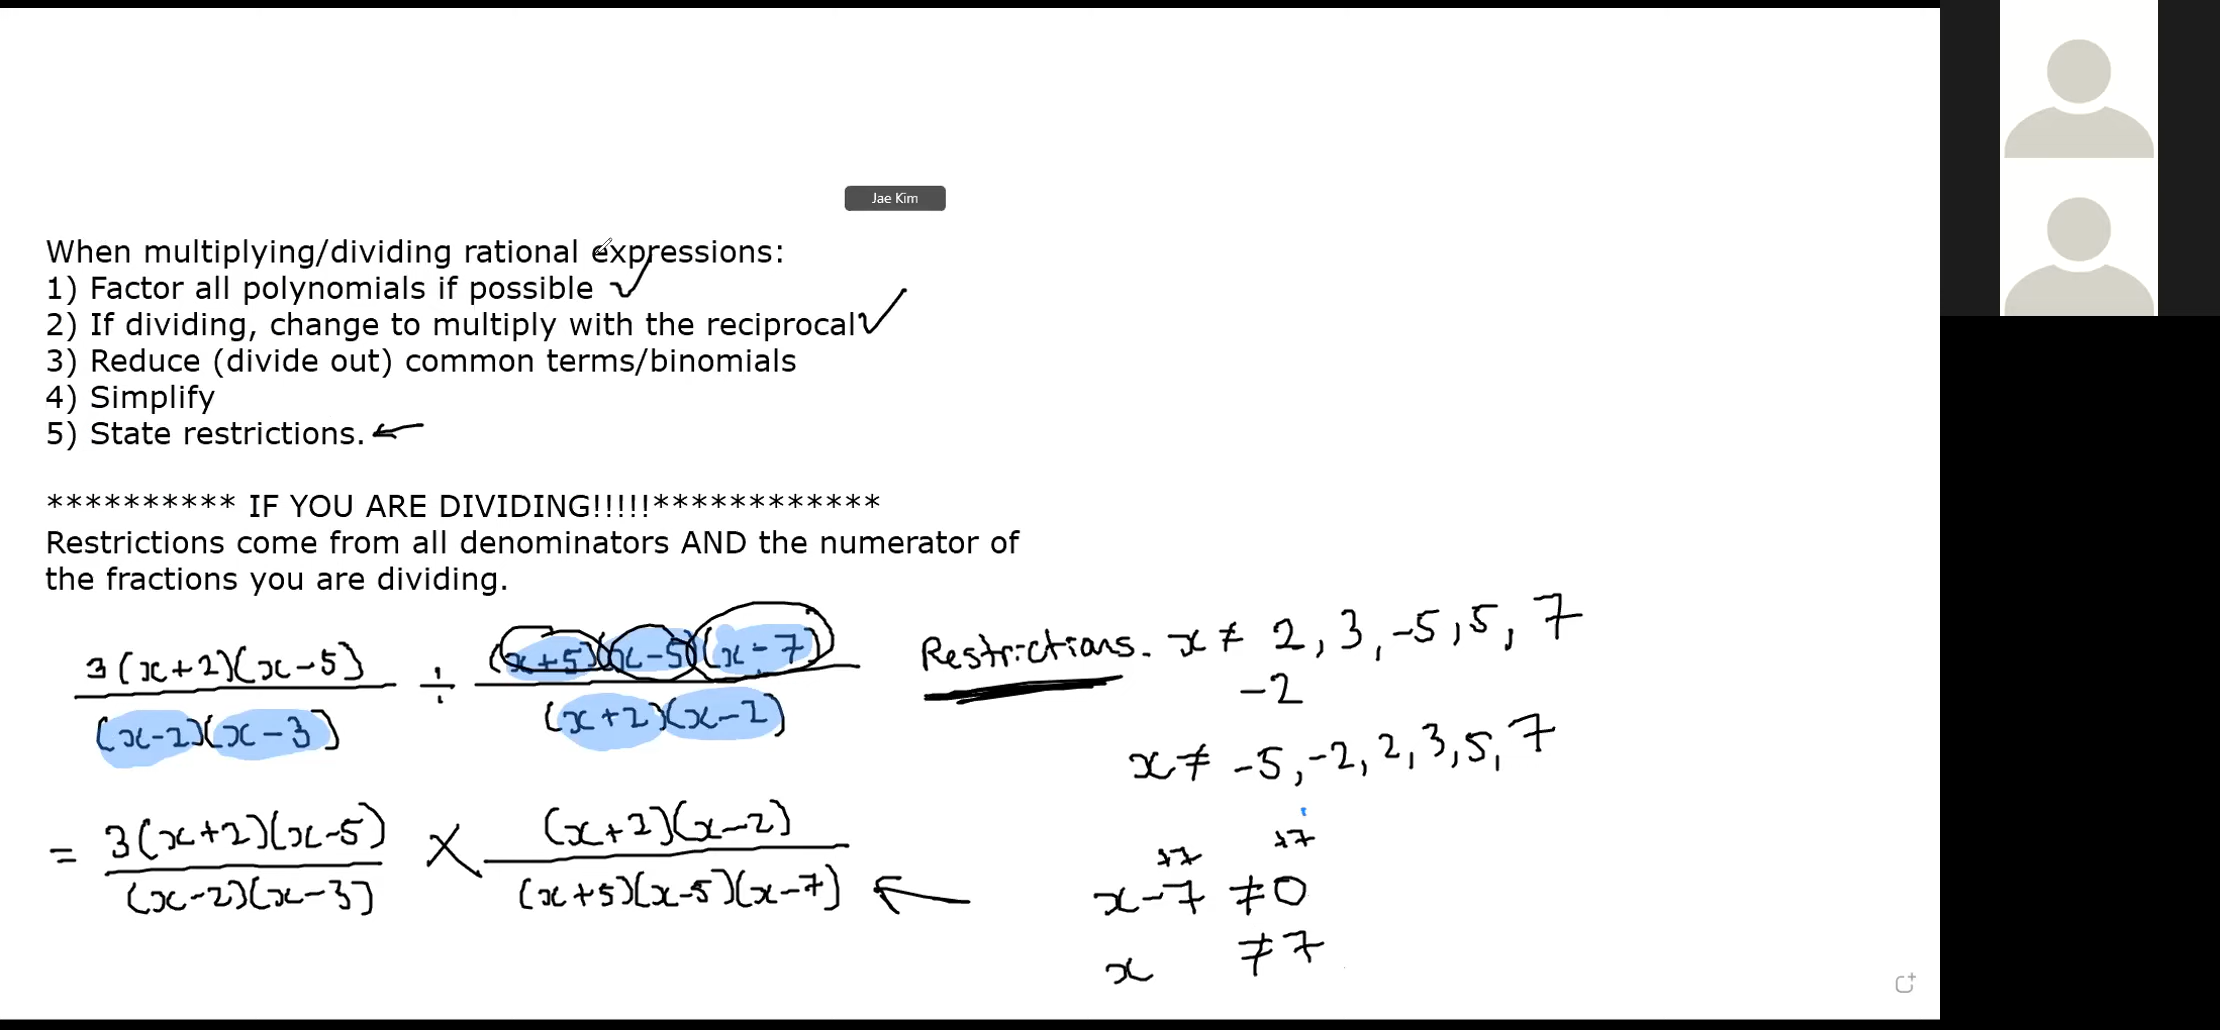 Jae Kim
When multiplying/dividing rational expressions:
1) Factor all polynomials if possible ✓
2) If dividing, change to multiply with the reciprocal ✓
3) Reduce (divide out) common terms/binomials
4) Simplify
5) State restrictions. ←
********** IF YOU ARE DIVIDING!!!!!************
Restrictions come from all denominators AND the numerator of
the fractions you are dividing.
3(x+2)(x-5) ÷ (x+5)(x-5)(x-7)
(x-2)(x-3) (x+2)(x-2)
= 3(x+2)(x-5) × (x+2)(x-2)
(x-2)(x-3) (x+5)(x-5)(x-7) ←
Restrictions. x ≠ 2, 3, -5, 5, 7
-2
x ≠ -5, -2, 2, 3, 5, 7
+7 +7
x-7 ≠ 0
x ≠ 7